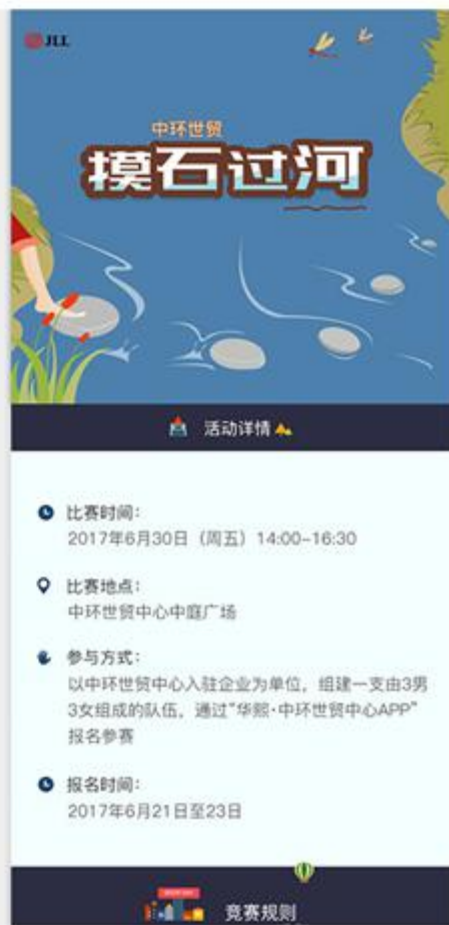 JLL
中环世贸
摸石过河
活动详情
比赛时间：
2017年6月30日（周五）14:00-16:30
比赛地点：
中环世贸中心中庭广场
参与方式：
以中环世贸中心入驻企业为单位，组建一支由3男
3女组成的队伍，通过“华熙·中环世贸中心APP”
报名参赛
报名时间：
2017年6月21日至23日
竞赛规则